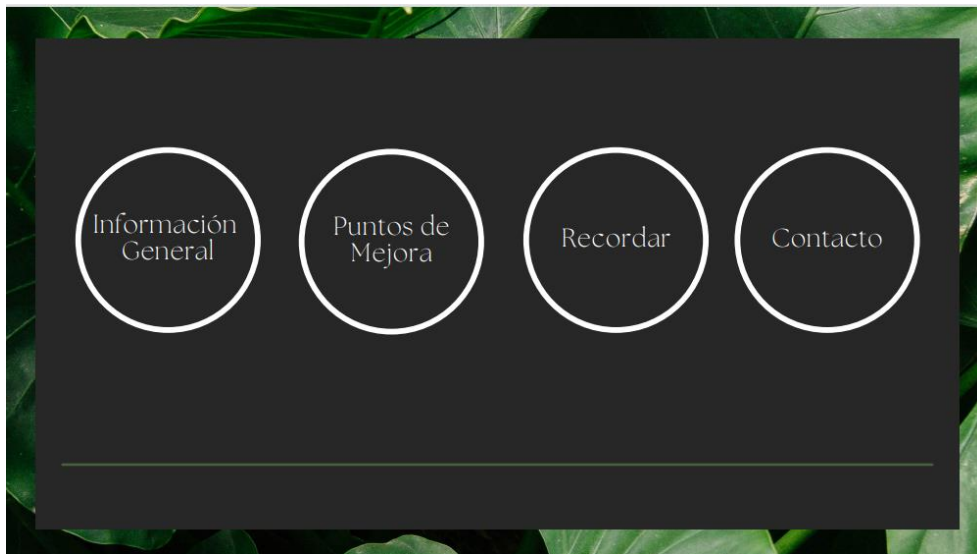 Información
General
Puntos de
Mejora
Recordar
Contacto